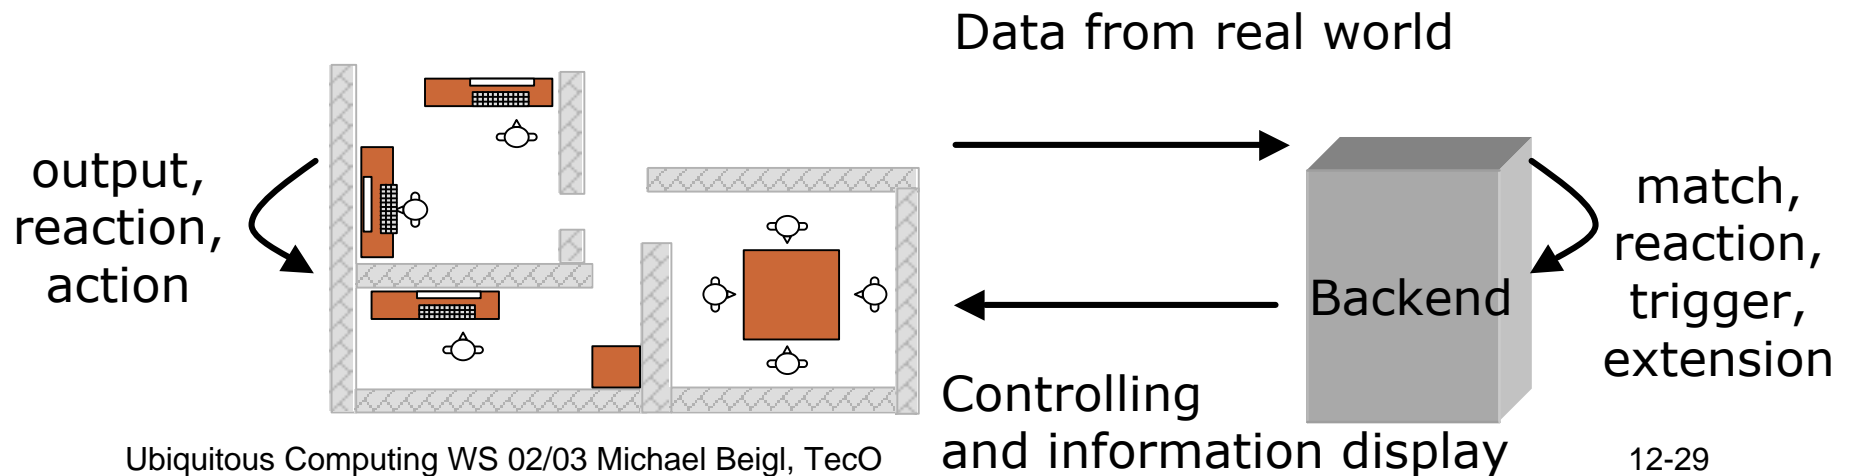 Data from real world
output,
reaction,
action
match,
reaction,
trigger,
extension
Backend
Controlling
and information display
Ubiquitous Computing WS 02/03 Michael Beigl, TecO
12-29